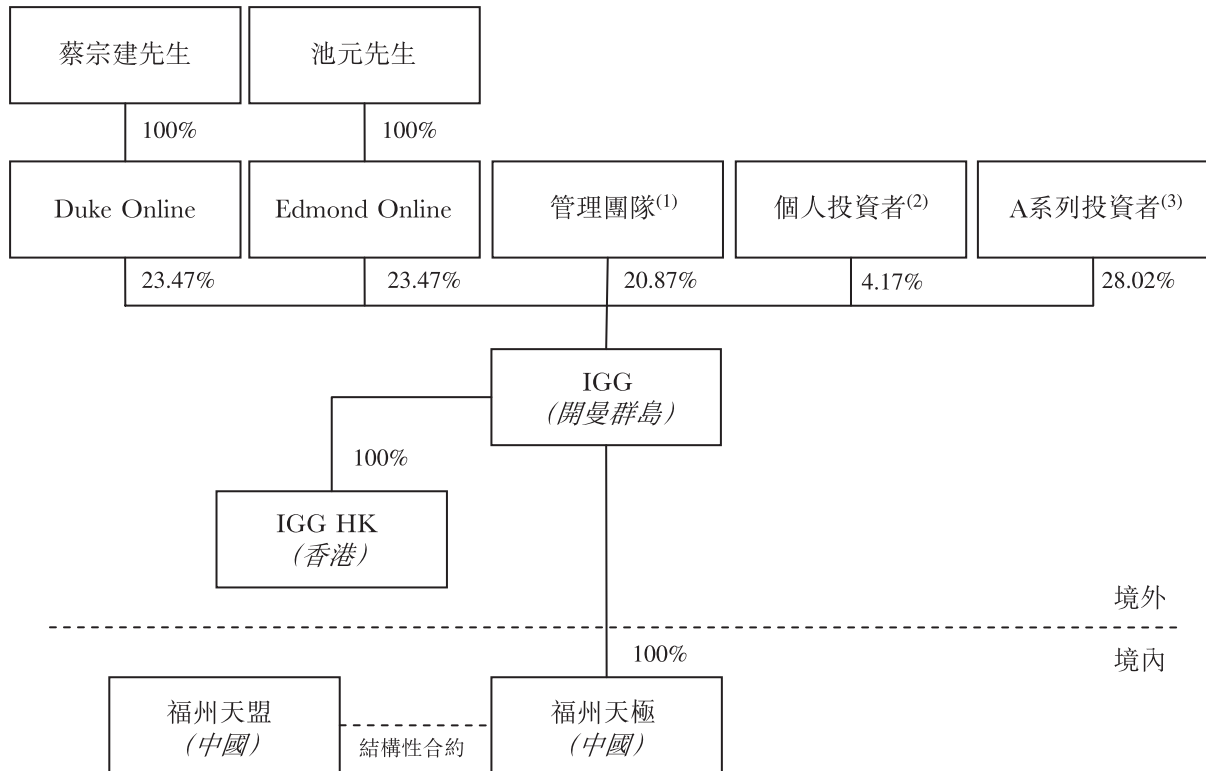 蔡宗建先生
池元先生
100%
100%
Duke Online
Edmond Online
管理團隊(1)
個人投資者(2)
A系列投資者(3)
23.47%
23.47%
20.87%
4.17%
28.02%
IGG
(開曼群島)
100%
IGG HK
(香港)
境外
100%
境內
福州天盟
(中國)
結構性合約
福州天極
(中國)